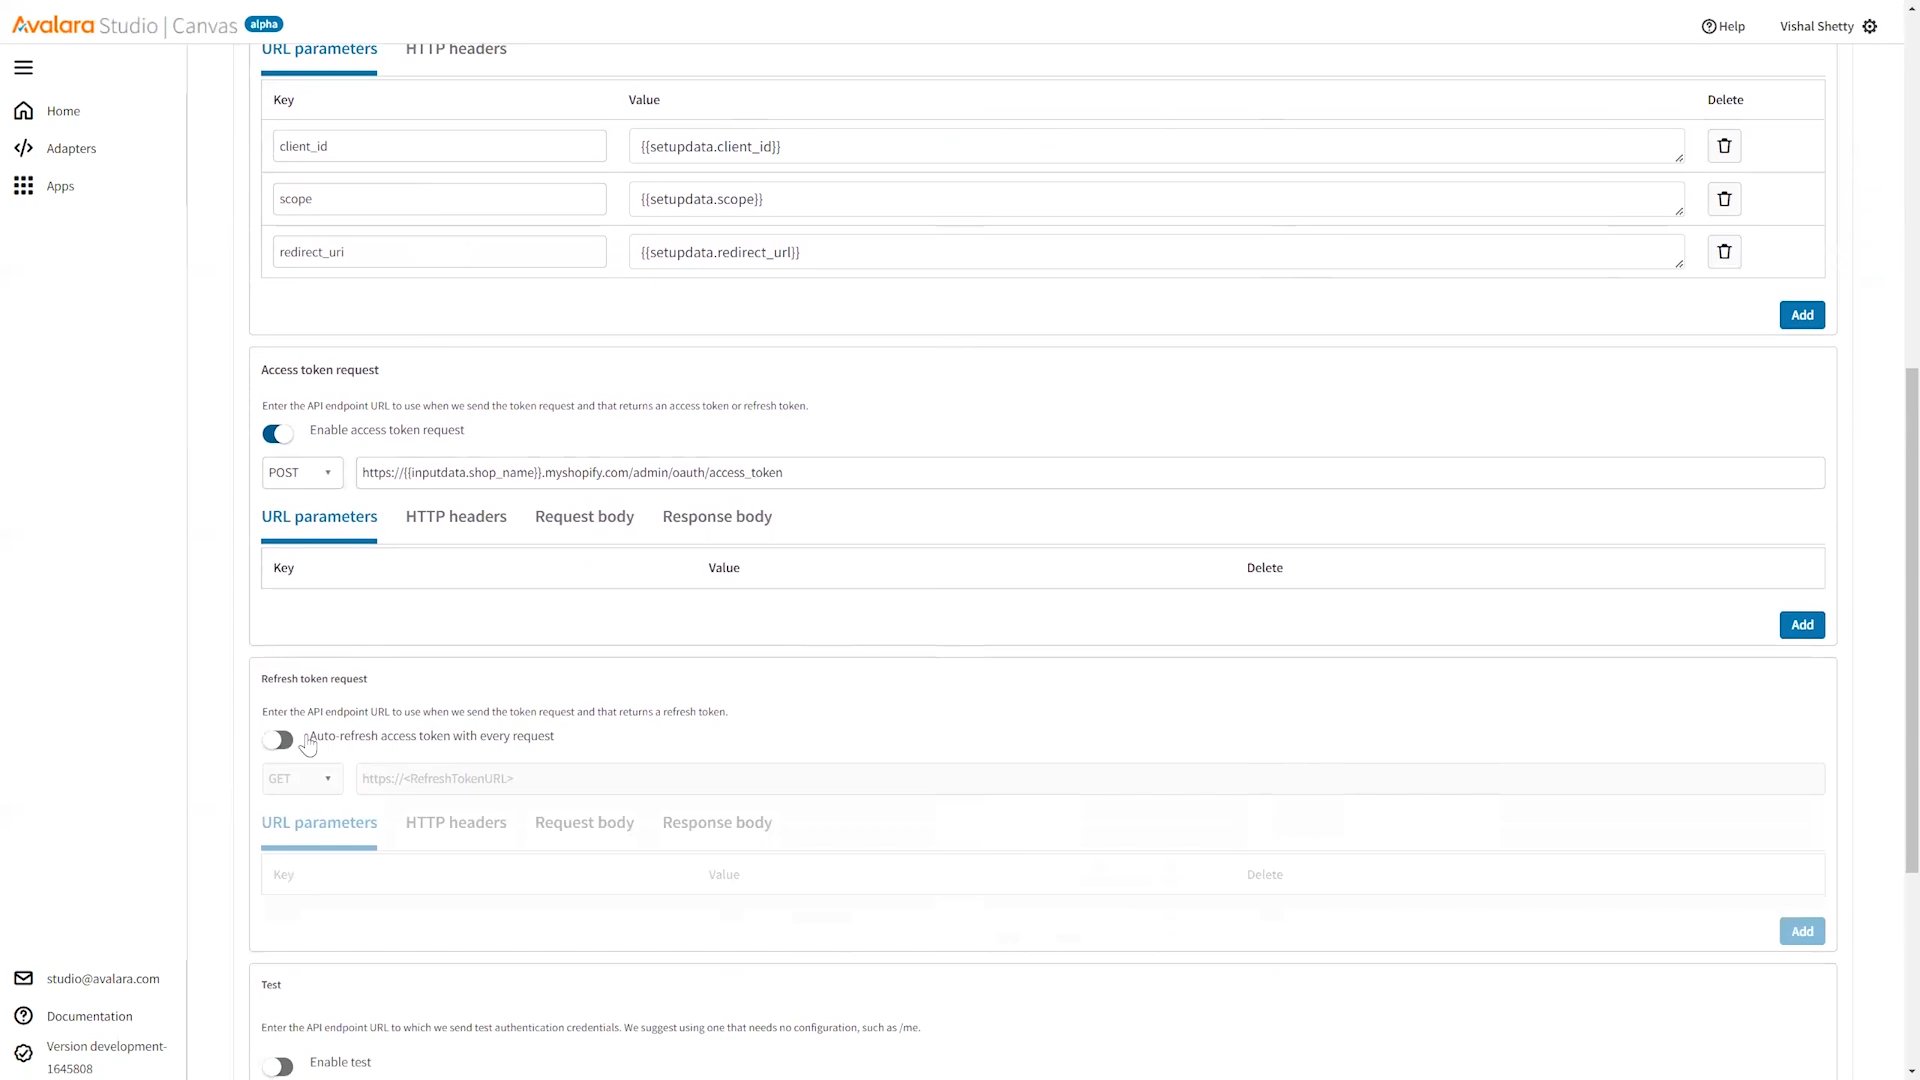 Avalara Studio | Canvas alpha
Help
Vishal Shetty
URL parameters HTTP headers
Home
Adapters
Apps
Key Value Delete
client_id {{setupdata.client_id}}
scope {{setupdata.scope}}
redirect_uri {{setupdata.redirect_url}}
Add
Access token request
Enter the API endpoint URL to use when we send the token request and that returns an access token or refresh token.
Enable access token request
POST https://{{inputdata.shop_name}}.myshopify.com/admin/oauth/access_token
URL parameters HTTP headers Request body Response body
Key Value Delete
Add
Refresh token request
Enter the API endpoint URL to use when we send the token request and that returns a refresh token.
Auto-refresh access token with every request
GET https://<RefreshTokenURL>
URL parameters HTTP headers Request body Response body
Key Value Delete
Add
Test
Enter the API endpoint URL to which we send test authentication credentials. We suggest using one that needs no configuration, such as /me.
Enable test
studio@avalara.com
Documentation
Version development-
1645808